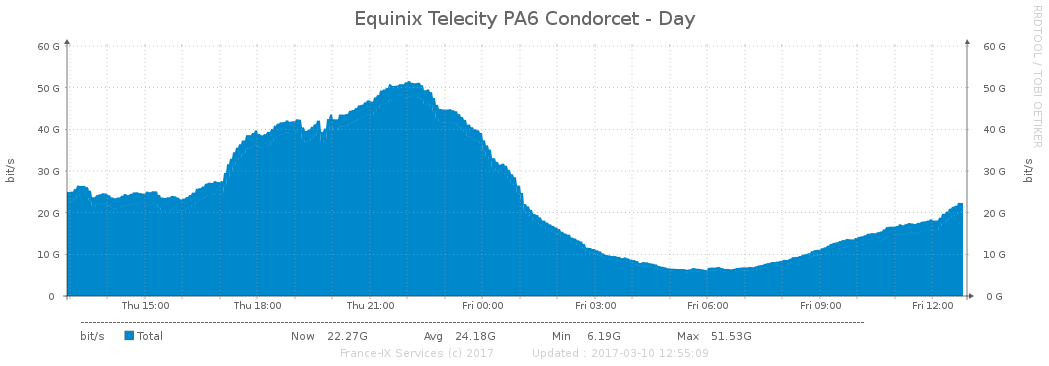 Equinix Telecity PA6 Condorcet - Day
RRDTOOL / TOBI OETIKER
60 G 60 G
50 G 50 G
40 G 40 G
30 G 30 G
20 G 20 G
10 G 10 G
0 0 G
bit/s
bit/s
Thu 15:00 Thu 18:00 Thu 21:00 Fri 00:00 Fri 03:00 Fri 06:00 Fri 09:00 Fri 12:00
bit/s Total Now 22.27G Avg 24.18G Min 6.19G Max 51.53G
France-IX Services (c) 2017 Updated : 2017-03-10 12:55:09